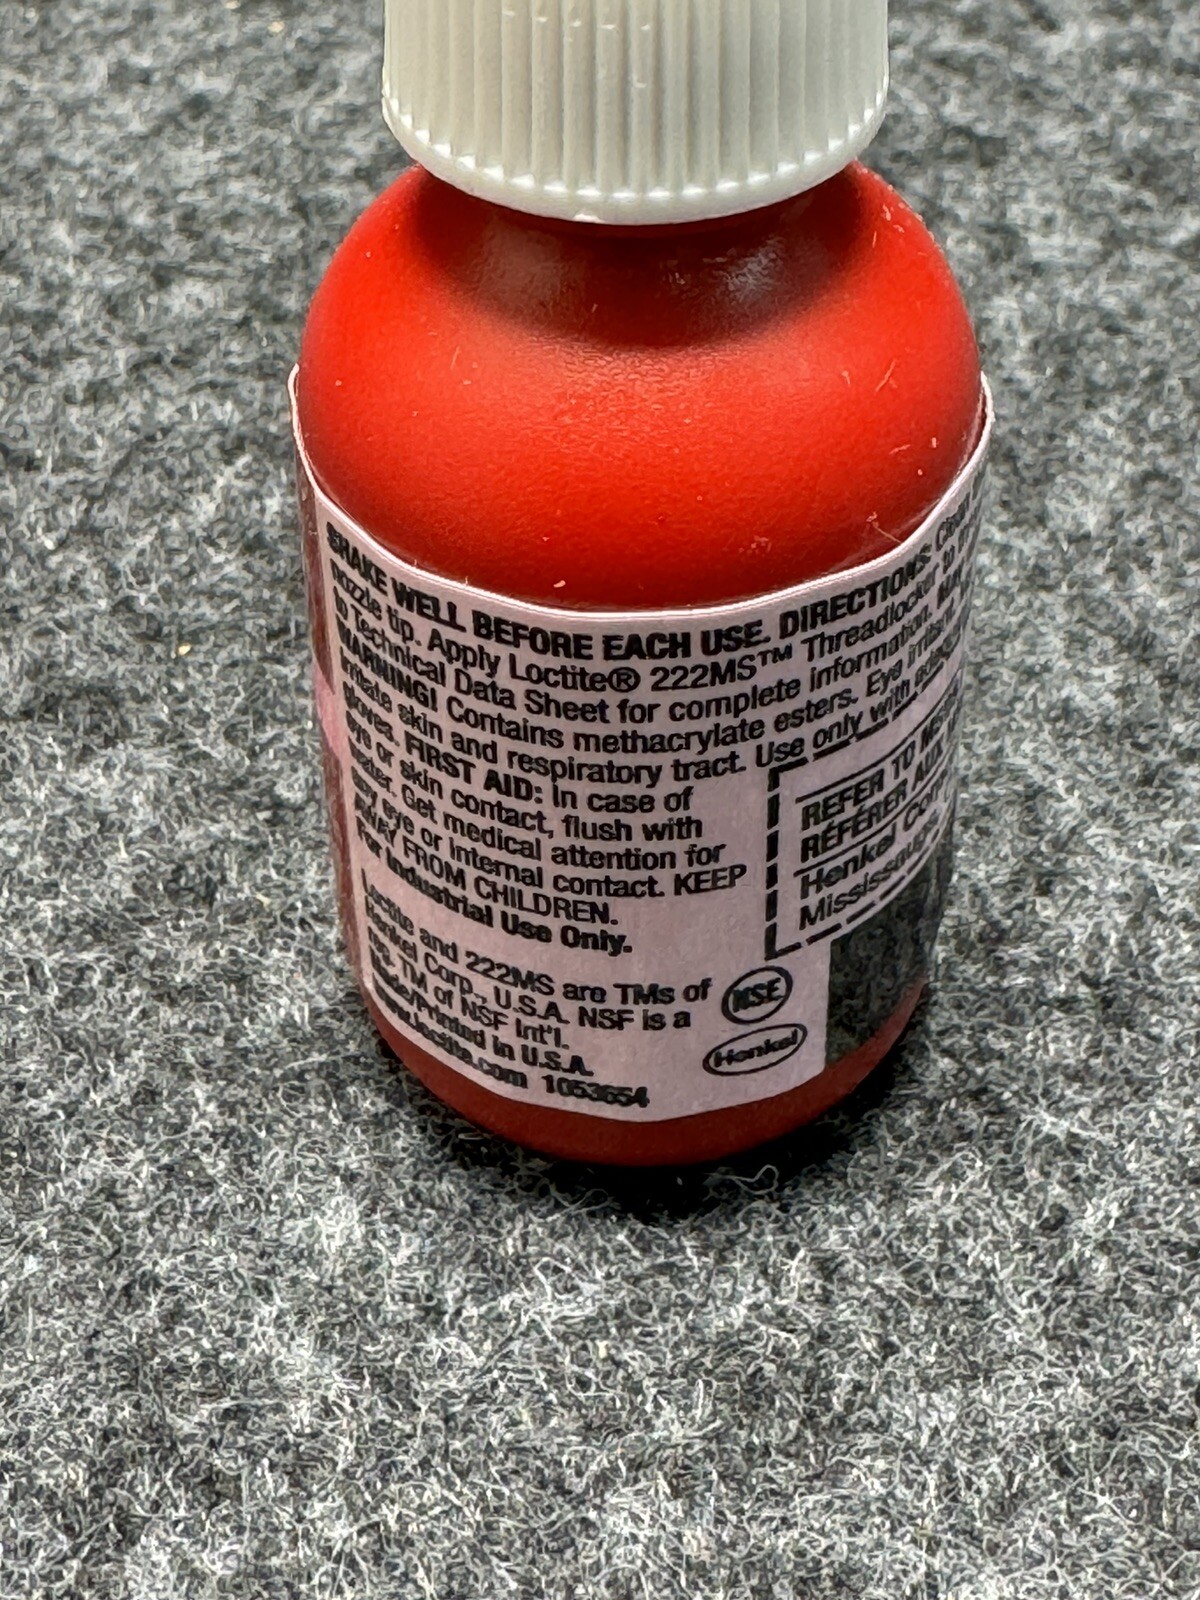 SHAKE WELL BEFORE EACH USE. DIRECTIONS: Clean
nozzle tip. Apply Loctite® 222MS™ Threadlocker to
to Technical Data Sheet for complete information.
WARNING! Contains methacrylate esters. Eye irritant.
irritate skin and respiratory tract. Use only with
gloves. FIRST AID: In case of
eye or skin contact, flush with
water. Get medical attention for
any eye or internal contact. KEEP
AWAY FROM CHILDREN.
For Industrial Use Only.
Loctite and 222MS are TMs of
Henkel Corp., U.S.A. NSF is a
reg. TM of NSF Int'l.
Made/Printed in U.S.A.
www.loctite.com 1053654
REFER TO
RÉFÉRER AUX
Henkel
NSF
Henkel